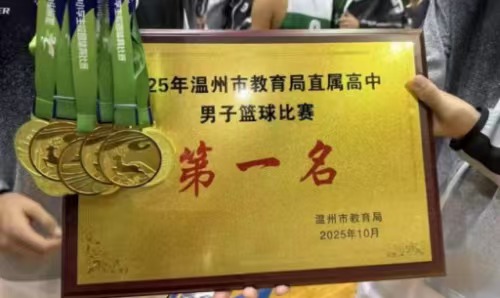 25年温州市教育局直属高中
男子篮球比赛
第一名
温州市教育局
2025年10月